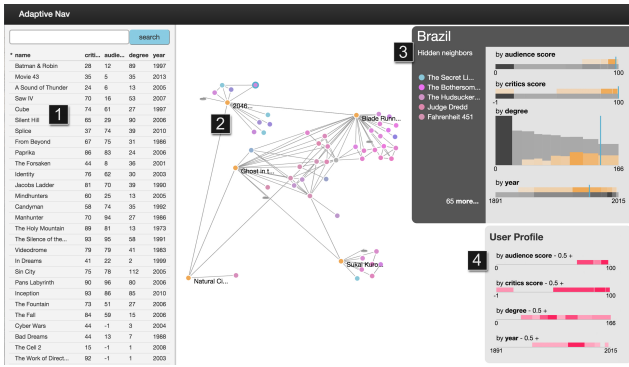 Adaptive Nav
search
* name criti... audie... degree year
Batman & Robin 28 12 89 1997
Movie 43 35 5 35 2013
A Sound of Thunder 24 6 13 2005
Saw IV 70 16 53 2007
Cube 74 61 27 1997
Silent Hill 65 29 90 2006
Splice 37 74 39 2010
From Beyond 67 75 31 1986
Paprika 86 83 24 2006
The Forsaken 44 8 36 2001
Identity 76 62 30 2003
Jacobs Ladder 81 70 39 1990
Mindhunters 60 25 13 2005
Candyman 58 74 35 1992
Manhunter 70 94 27 1986
The Holy Mountain 89 81 13 1973
The Silence of the... 93 95 58 1991
Videodrome 79 79 41 1983
In Dreams 41 22 2 1999
Sin City 75 78 112 2005
Pans Labyrinth 90 96 80 2006
Inception 93 86 85 2010
The Fountain 73 51 27 2006
The Fall 84 59 15 2006
Cyber Wars 44 -1 3 2004
Bad Dreams 44 13 7 1988
The Cell 2 15 -1 1 2008
The Work of Direct... 92 -1 1 2003
1
2046...
2
Blade Runn...
Ghost in t...
Sukai Kuro...
Natural Ci...
Brazil
3
Hidden neighbors
The Secret Li...
The Bothersom...
The Hudsucker...
Judge Dredd
Fahrenheit 451
65 more...
by audience score
0 100
by critics score
-1 100
by degree
0 166
by year
1891 2015
User Profile
4
by audience score - 0.5 +
0 100
by critics score - 0.5 +
-1 100
by degree - 0.5 +
0 166
by year - 0.5 +
1891 2015